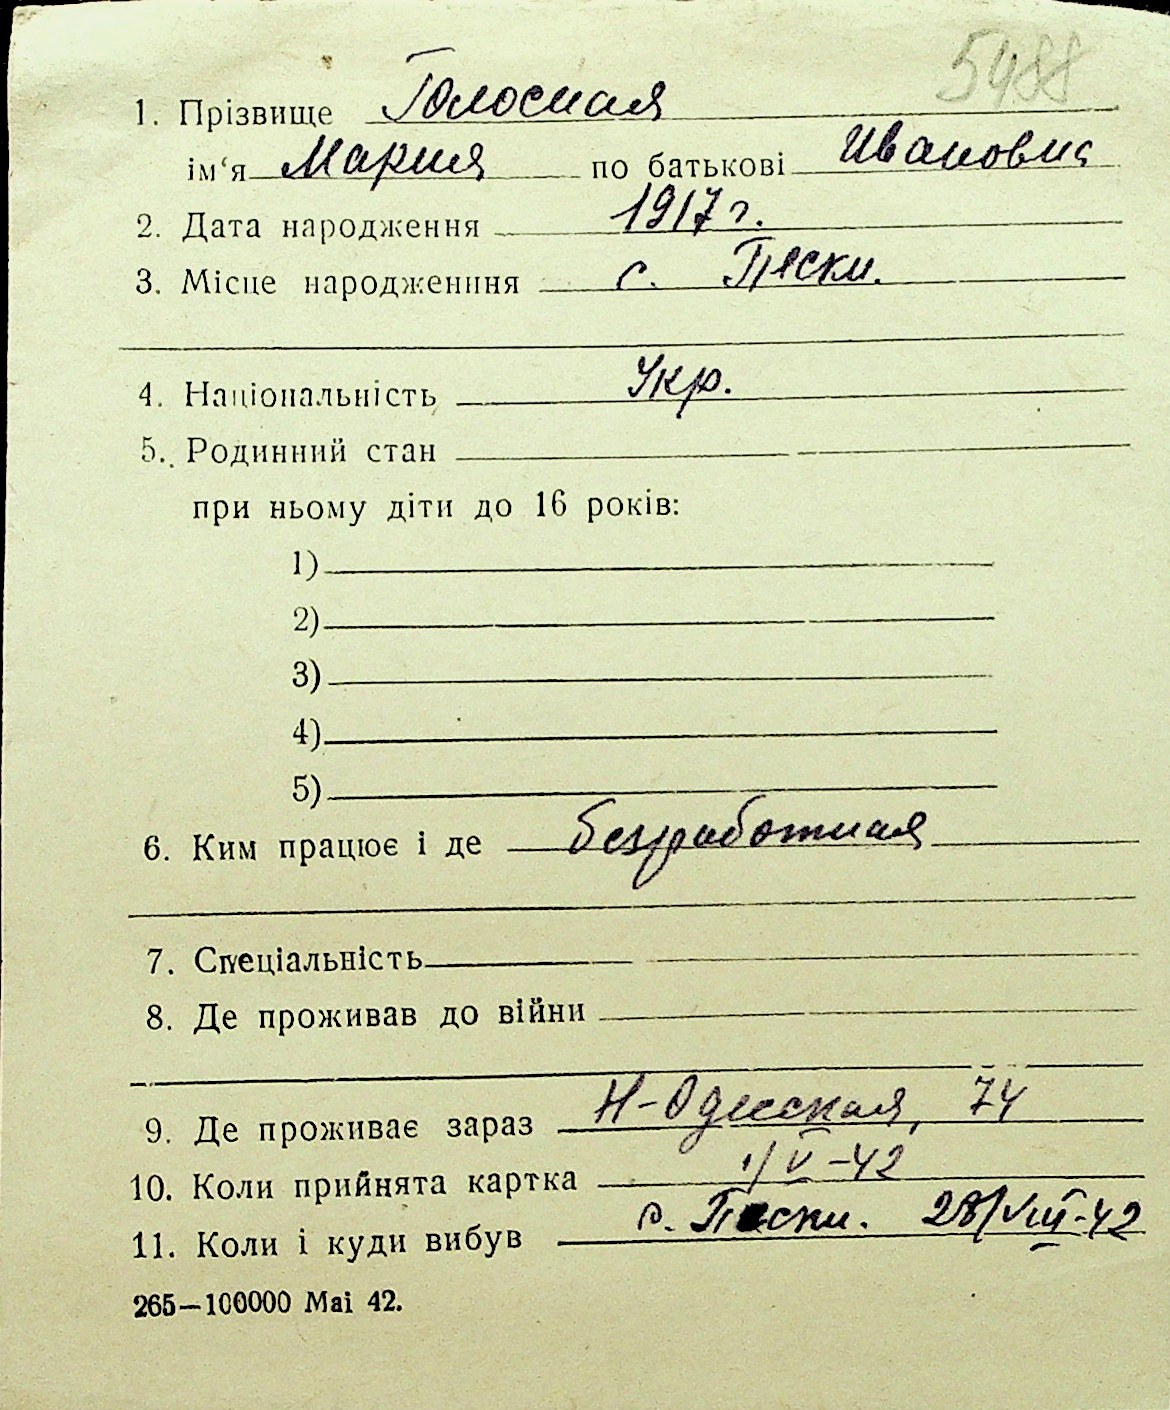 5488
1. Прізвище Голосная
ім‘я Мария по батькові Ивановна
2. Дата народження 1917 г.
3. Місце народженння с. Пески.
4. Національність Укр.
5. Родинний стан
при ньому діти до 16 років:
1)
2)
3)
4)
5)
6. Ким працює і де безработная
7. Спеціальність
8. Де проживав до війни
9. Де проживає зараз Н-Одесская, 74
10. Коли прийнята картка 1/V-42
11. Коли і куди вибув с. Пески. 28/VIII-42
265—100000 Mai 42.